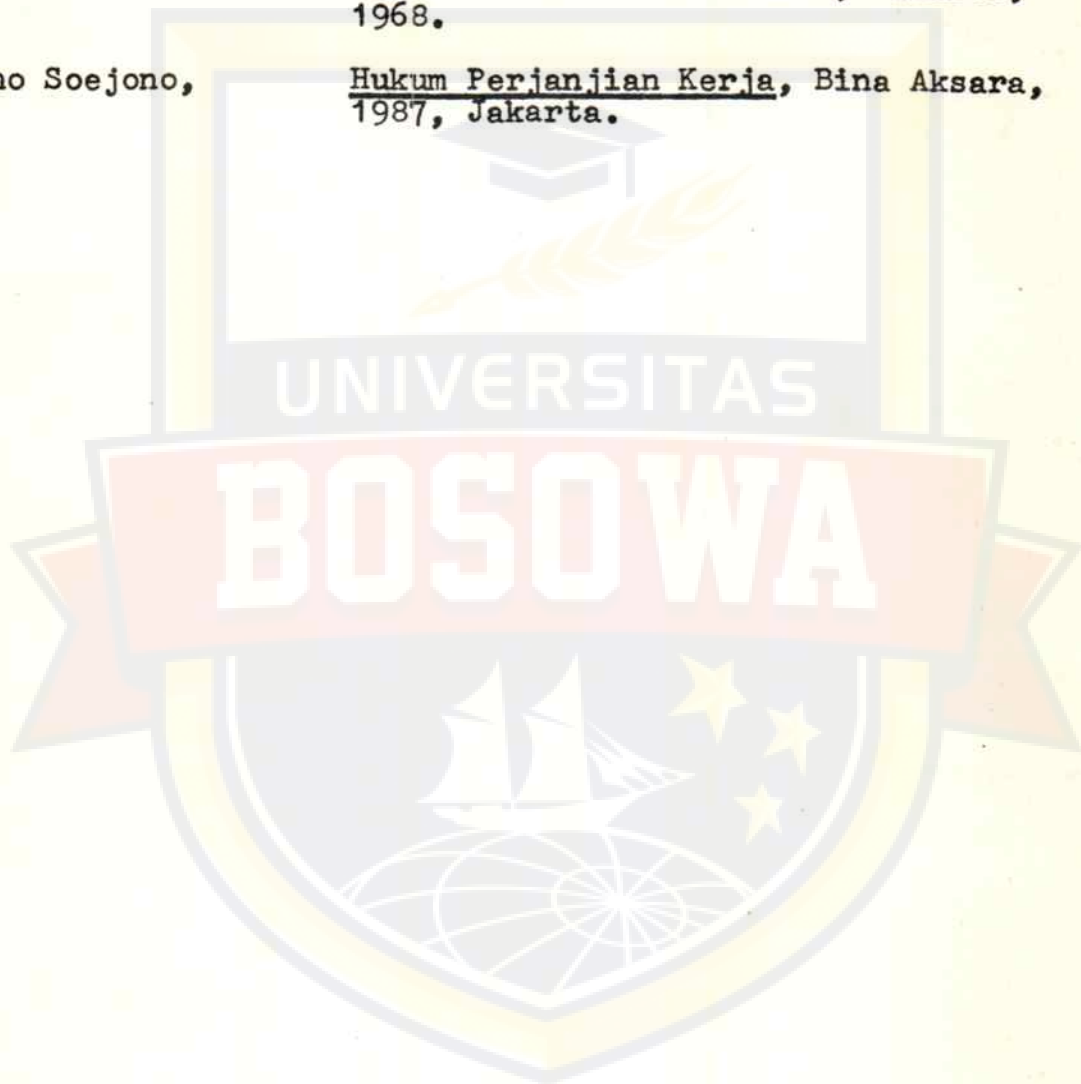 1968.
no Soejono, Hukum Perjanjian Kerja, Bina Aksara,
1987, Jakarta.
UNIVERSITAS
BOSOWA